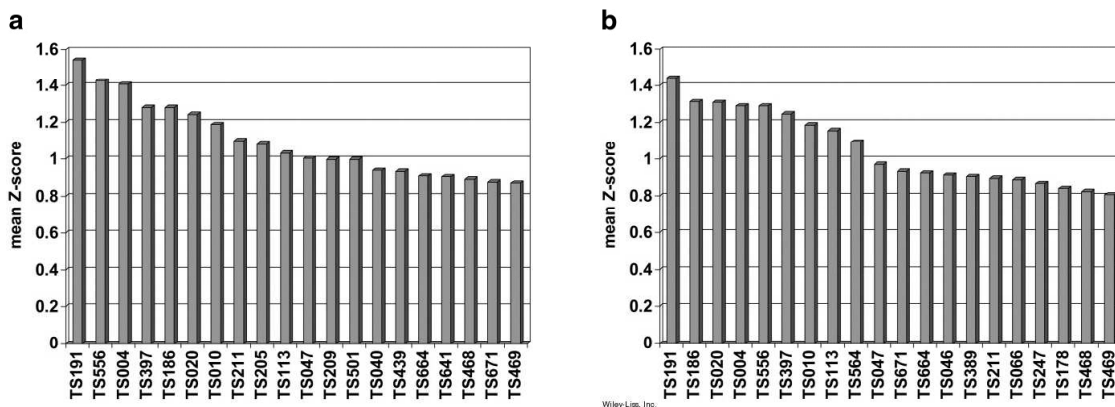 a
b
mean Z-score
1.6
1.4
1.2
1
0.8
0.6
0.4
0.2
0
TS191
TS556
TS004
TS397
TS186
TS020
TS010
TS211
TS205
TS113
TS047
TS209
TS501
TS040
TS439
TS664
TS641
TS468
TS671
TS469
mean Z-score
1.6
1.4
1.2
1
0.8
0.6
0.4
0.2
0
TS191
TS186
TS020
TS004
TS556
TS397
TS010
TS113
TS564
TS047
TS671
TS664
TS046
TS389
TS211
TS066
TS247
TS178
TS468
TS469
Wiley-Liss, Inc.